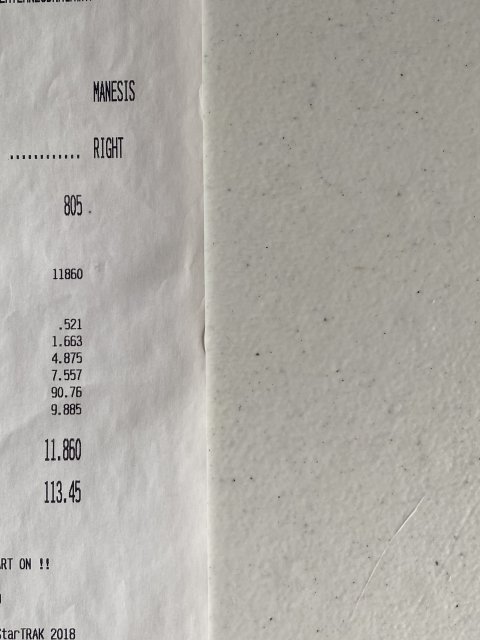 MANESIS
............ RIGHT
805
11860
.521
1.663
4.875
7.557
90.76
9.885
11.860
113.45
ART ON !!
StarTRAK 2018